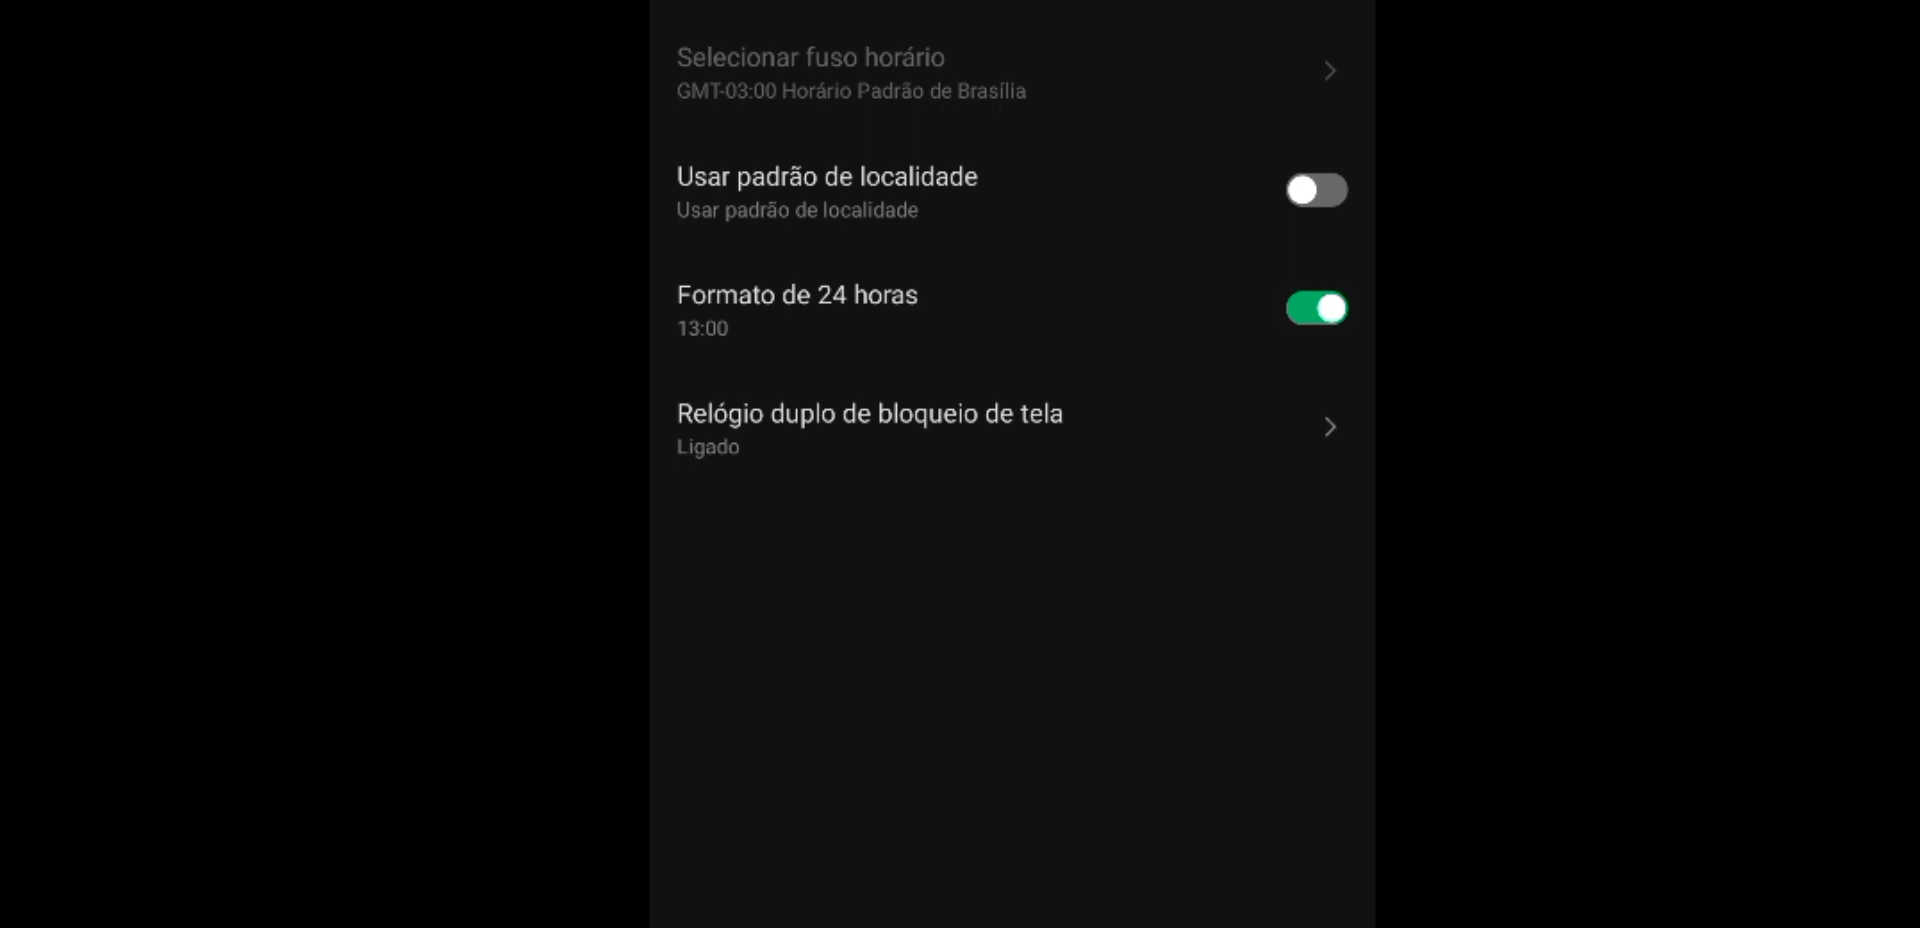 Selecionar fuso horário
GMT-03:00 Horário Padrão de Brasília
Usar padrão de localidade
Usar padrão de localidade
Formato de 24 horas
13:00
Relógio duplo de bloqueio de tela
Ligado